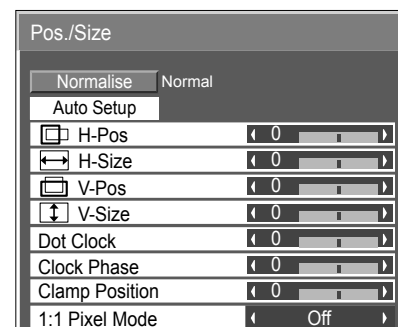 Pos./Size
Normalise Normal
Auto Setup
H-Pos 0
H-Size 0
V-Pos 0
V-Size 0
Dot Clock 0
Clock Phase 0
Clamp Position 0
1:1 Pixel Mode Off